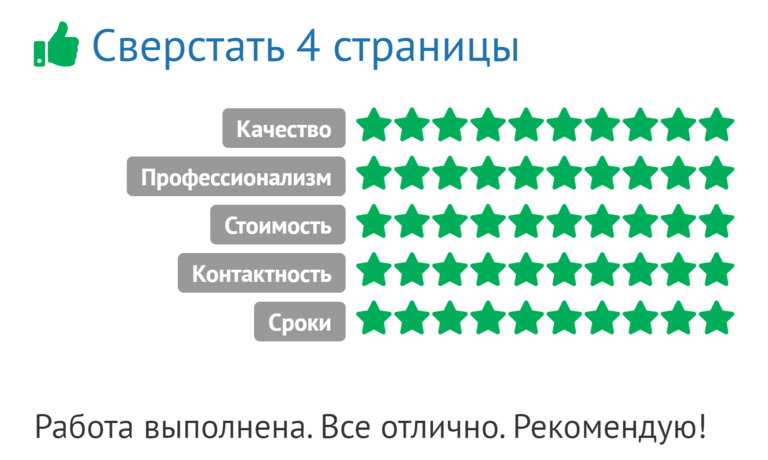 Сверстать 4 страницы
Качество
Профессионализм
Стоимость
Контактность
Сроки
Работа выполнена. Все отлично. Рекомендую!